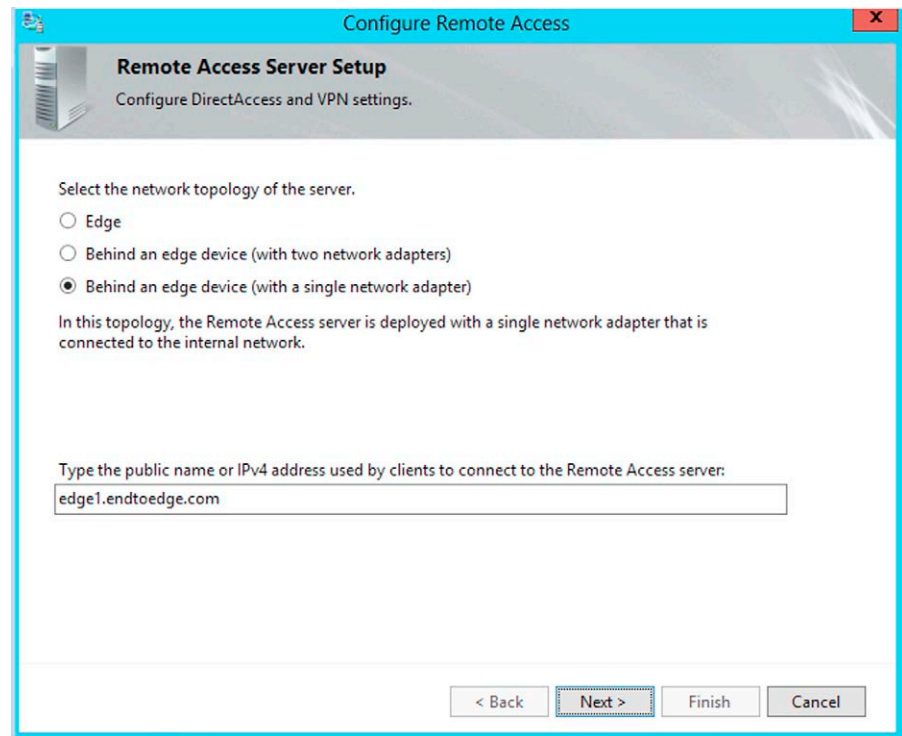 Configure Remote Access
x
Remote Access Server Setup
Configure DirectAccess and VPN settings.
Select the network topology of the server.
Edge
Behind an edge device (with two network adapters)
Behind an edge device (with a single network adapter)
In this topology, the Remote Access server is deployed with a single network adapter that is
connected to the internal network.
Type the public name or IPv4 address used by clients to connect to the Remote Access server:
edge1.endtoedge.com
< Back Next > Finish Cancel